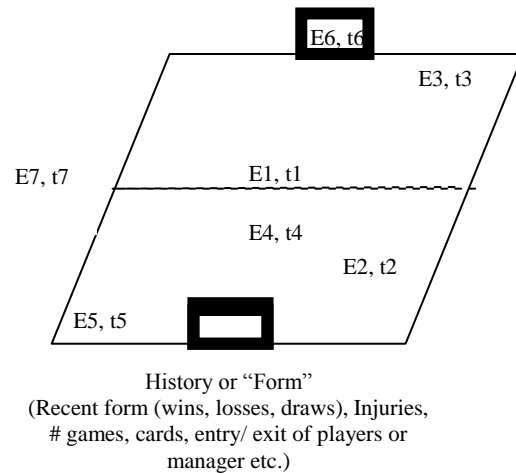 E6, t6
E3, t3
E7, t7
E1, t1
E4, t4
E2, t2
E5, t5
History or “Form”
(Recent form (wins, losses, draws), Injuries,
# games, cards, entry/ exit of players or
manager etc.)